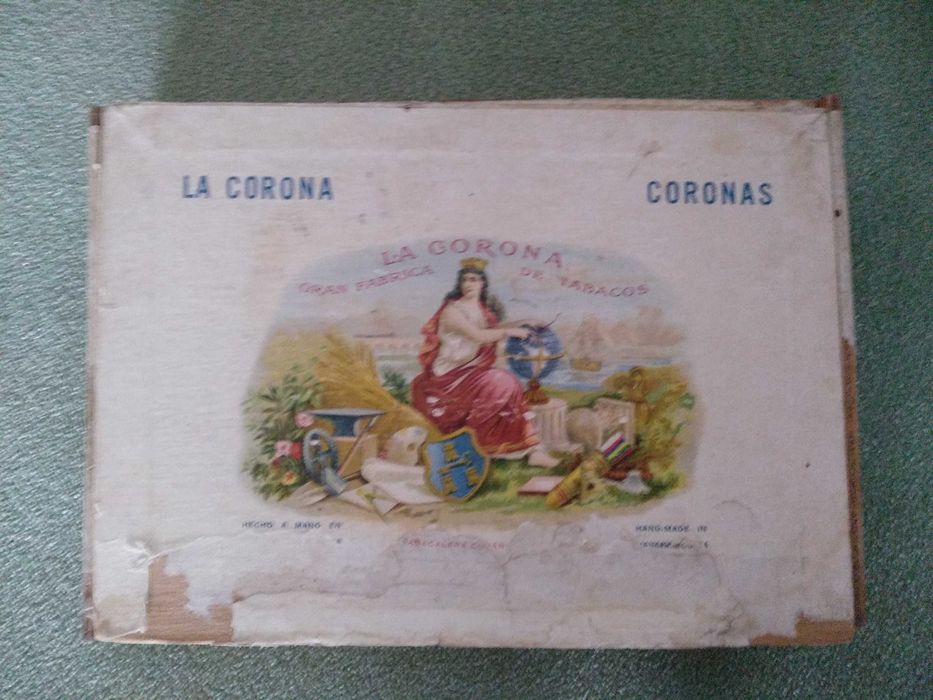 LA CORONA
CORONAS
LA CORONA
GRAN FABRICA DE TABACOS
HECHO A MANO EN
HAND-MADE IN